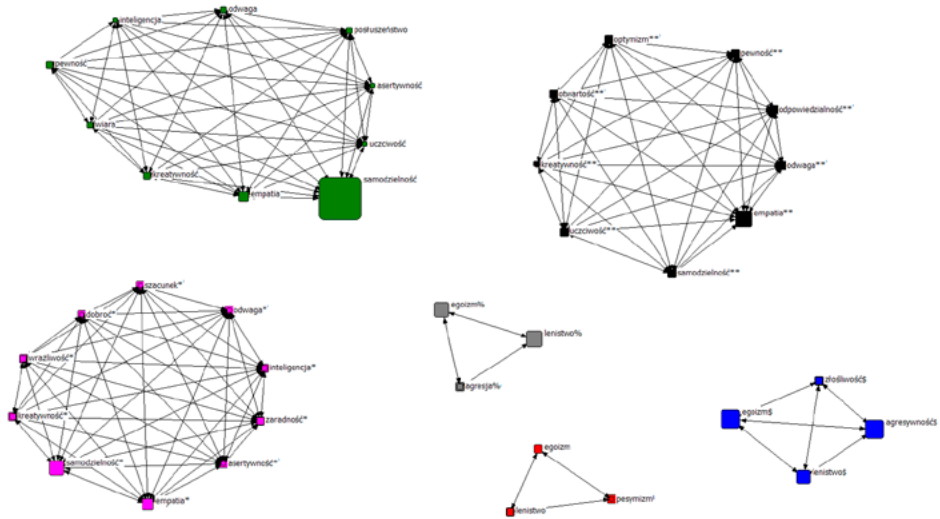 odwaga
inteligencja
posłuszeństwo
pewność
asertywność
wiara
uczciwość
kreatywność
empatia
samodzielność
optymizm**
pewność**
otwartość**
odpowiedzialność**
kreatywność**
odwaga**
empatia**
uczciwość**
samodzielność**
szacunek*
dobroć*
odwaga*
wrażliwość*
inteligencja*
kreatywność*
zaradność*
samodzielność*
asertywność*
empatia*
egoizm%
lenistwo%
agresja%
egoizm
lenistwo
pesymizm
złośliwość$
egoizm$
agresywność$
lenistwo$